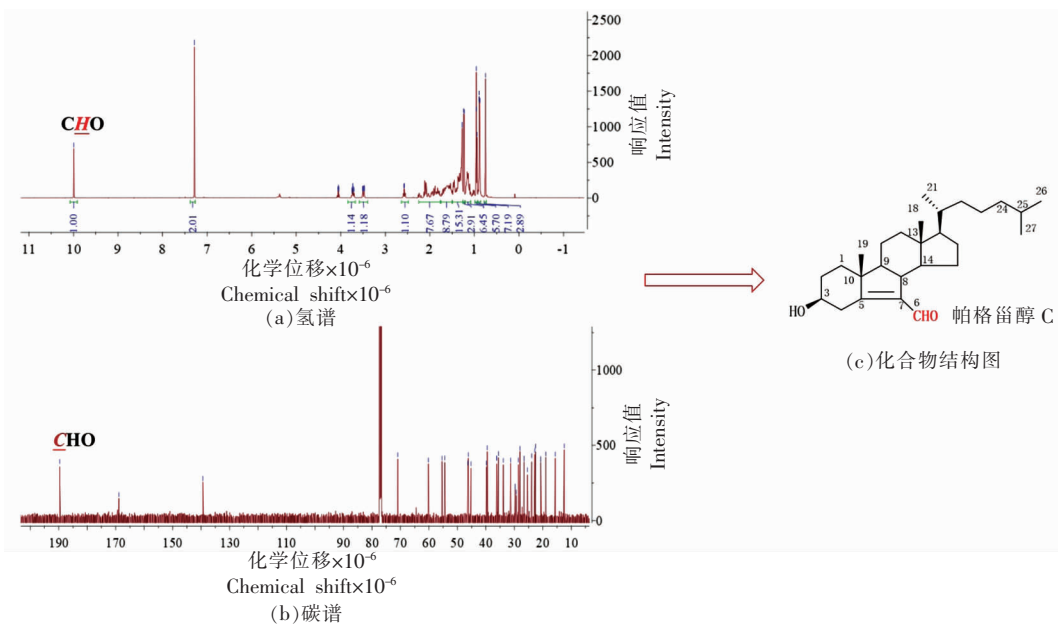 2500
2000
1500
1000
500
0
响应值
Intensity
CHO
1.00
2.01
1.14
1.18
1.10
7.67
8.79
15.31
2.91
6.45
5.70
7.19
2.89
11 10 9 8 7 6 5 4 3 2 1 0 -1
化学位移×10⁻⁶
Chemical shift×10⁻⁶
(a)氢谱
1000
500
0
响应值
Intensity
CHO
190 170 150 130 110 90 80 70 60 50 40 30 20 10
化学位移×10⁻⁶
Chemical shift×10⁻⁶
(b)碳谱
21
26
18
24
25
27
13
19
1
9
14
10
8
3
5
7
6
HO
CHO
帕格甾醇 C
(c)化合物结构图